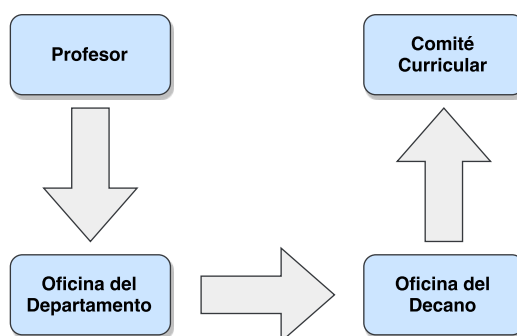 Profesor
Comité
Curricular
Oficina del
Departamento
Oficina del
Decano